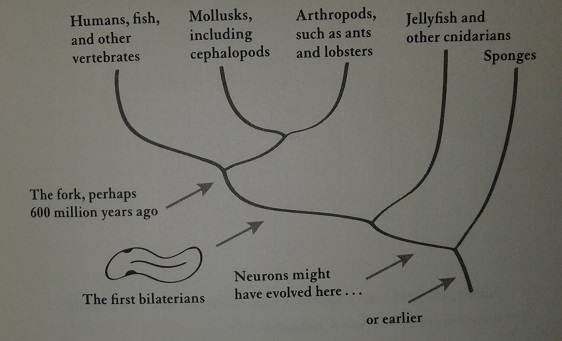 Humans, fish,
and other
vertebrates
Mollusks,
including
cephalopods
Arthropods,
such as ants
and lobsters
Jellyfish and
other cnidarians
Sponges
The fork, perhaps
600 million years ago
The first bilaterians
Neurons might
have evolved here . . .
or earlier